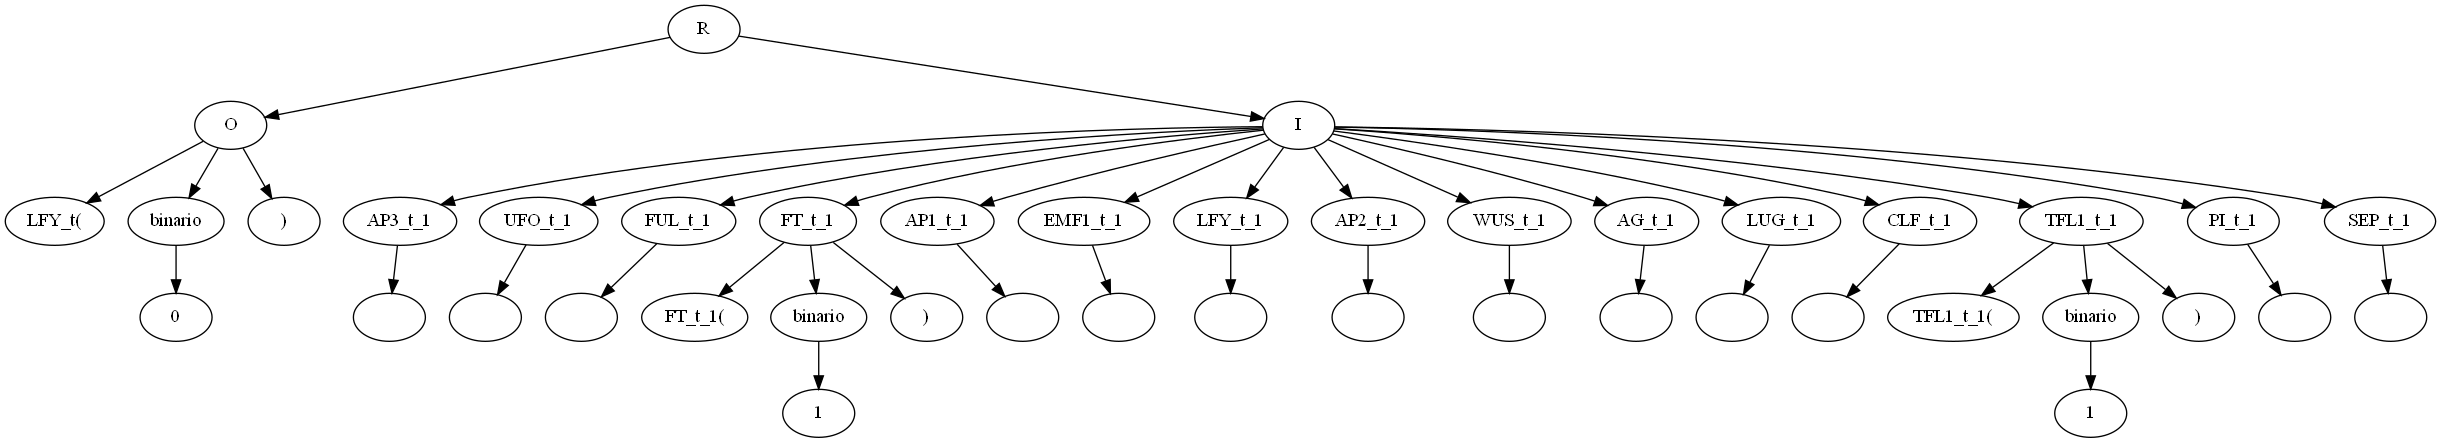 R
O I
LFY_t( binario ) AP3_t_1 UFO_t_1 FUL_t_1 FT_t_1 AP1_t_1 EMF1_t_1 LFY_t_1 AP2_t_1 WUS_t_1 AG_t_1 LUG_t_1 CLF_t_1 TFL1_t_1 PI_t_1 SEP_t_1
0 FT_t_1( binario ) TFL1_t_1( binario )
1 1